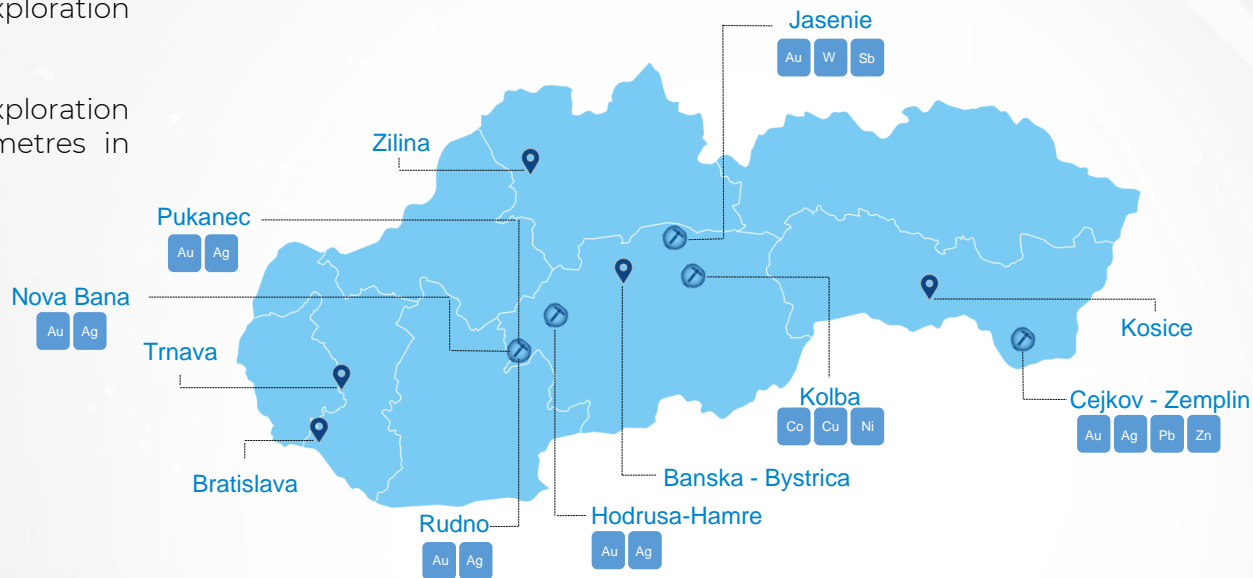 xploration
xploration
metres in
Jasenie
Au W Sb
Zilina
Pukanec
Au Ag
Nova Bana
Au Ag
Trnava
Kosice
Kolba
Co Cu Ni
Cejkov - Zemplin
Au Ag Pb Zn
Bratislava
Banska - Bystrica
Rudno
Au Ag
Hodrusa-Hamre
Au Ag